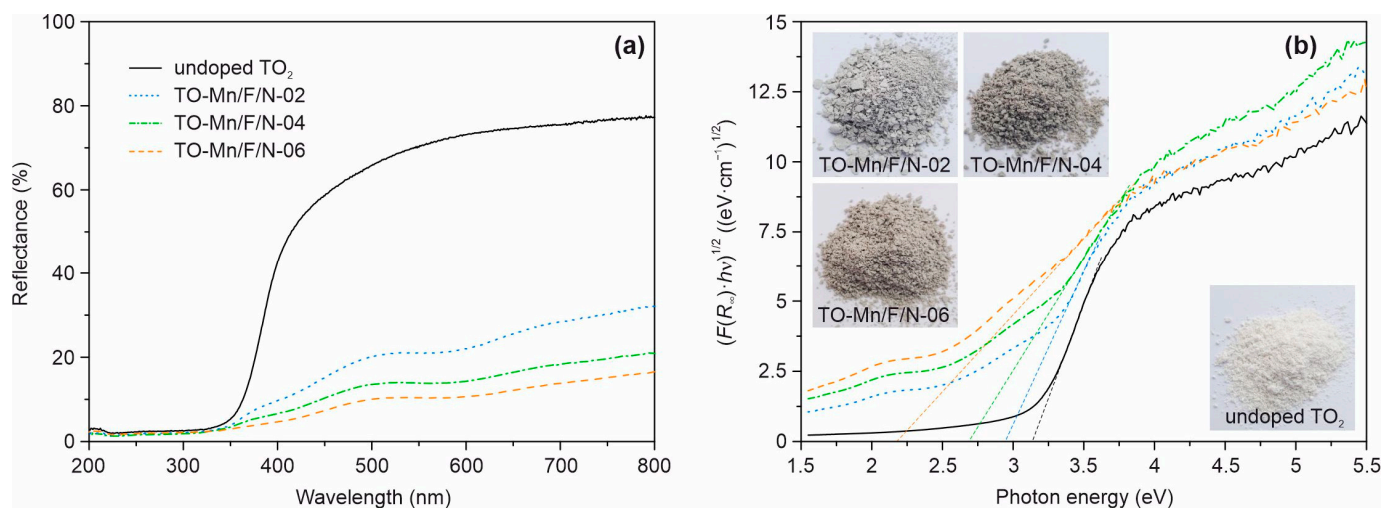 (a)
100
80
60
40
20
0
Reflectance (%)
undoped TO₂
TO-Mn/F/N-02
TO-Mn/F/N-04
TO-Mn/F/N-06
200 300 400 500 600 700 800
Wavelength (nm)
(b)
15
12.5
10
7.5
5
2.5
0
(F(R∞)·hν)¹/² ((eV·cm⁻¹)¹/²)
TO-Mn/F/N-02
TO-Mn/F/N-04
TO-Mn/F/N-06
undoped TO₂
1.5 2 2.5 3 3.5 4 4.5 5 5.5
Photon energy (eV)